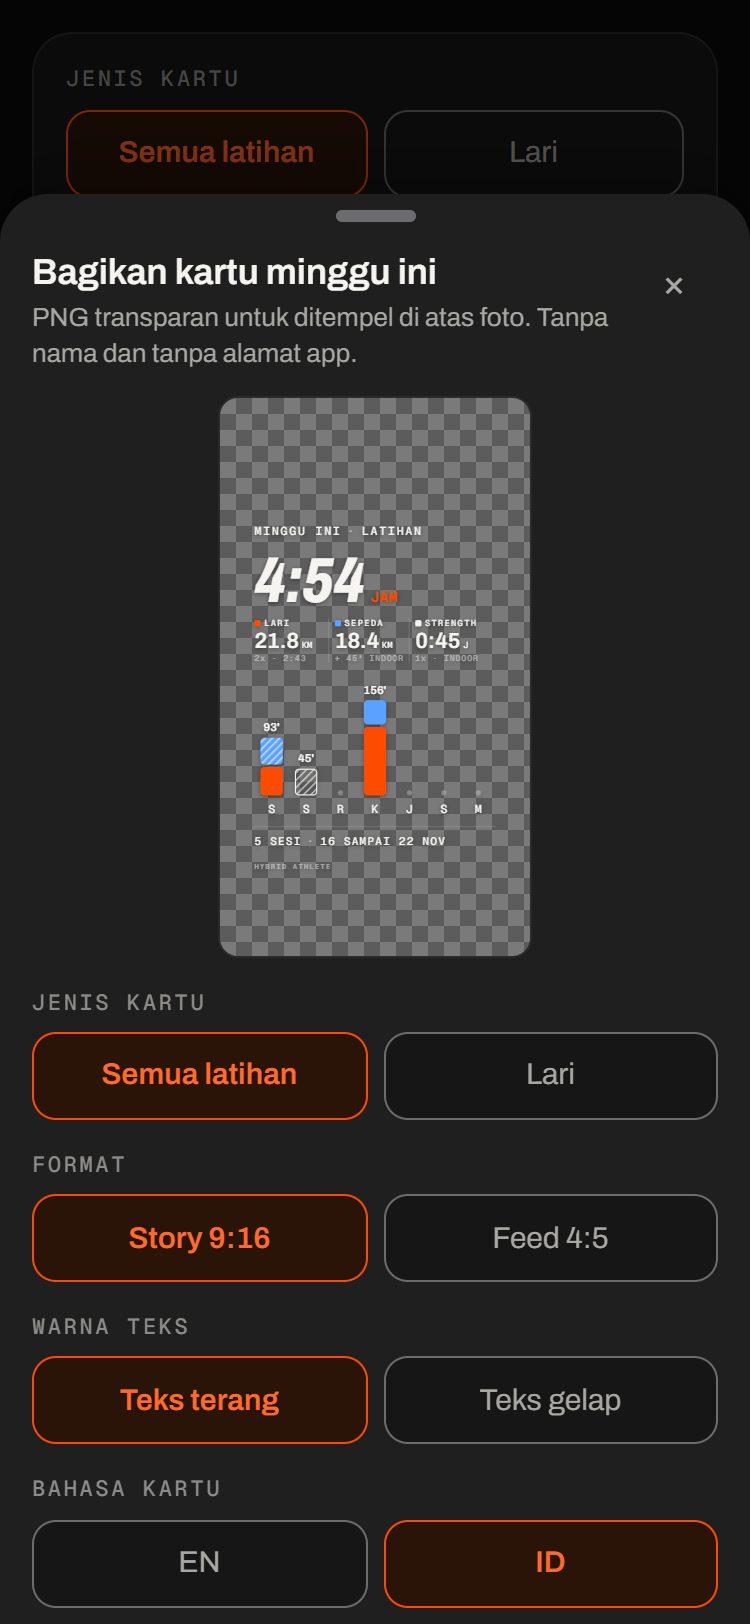 JENIS KARTU
Semua latihan
Lari
Bagikan kartu minggu ini
×
PNG transparan untuk ditempel di atas foto. Tanpa
nama dan tanpa alamat app.
MINGGU INI · LATIHAN
4:54 JAM
LARI
SEPEDA
STRENGTH
21.8 KM
18.4 KM
0:45 J
2x · 2:43
+ 45' INDOOR
1x · INDOOR
156'
93'
45'
S S R K J S M
5 SESI · 16 SAMPAI 22 NOV
HYBRID ATHLETE
JENIS KARTU
Semua latihan
Lari
FORMAT
Story 9:16
Feed 4:5
WARNA TEKS
Teks terang
Teks gelap
BAHASA KARTU
EN
ID